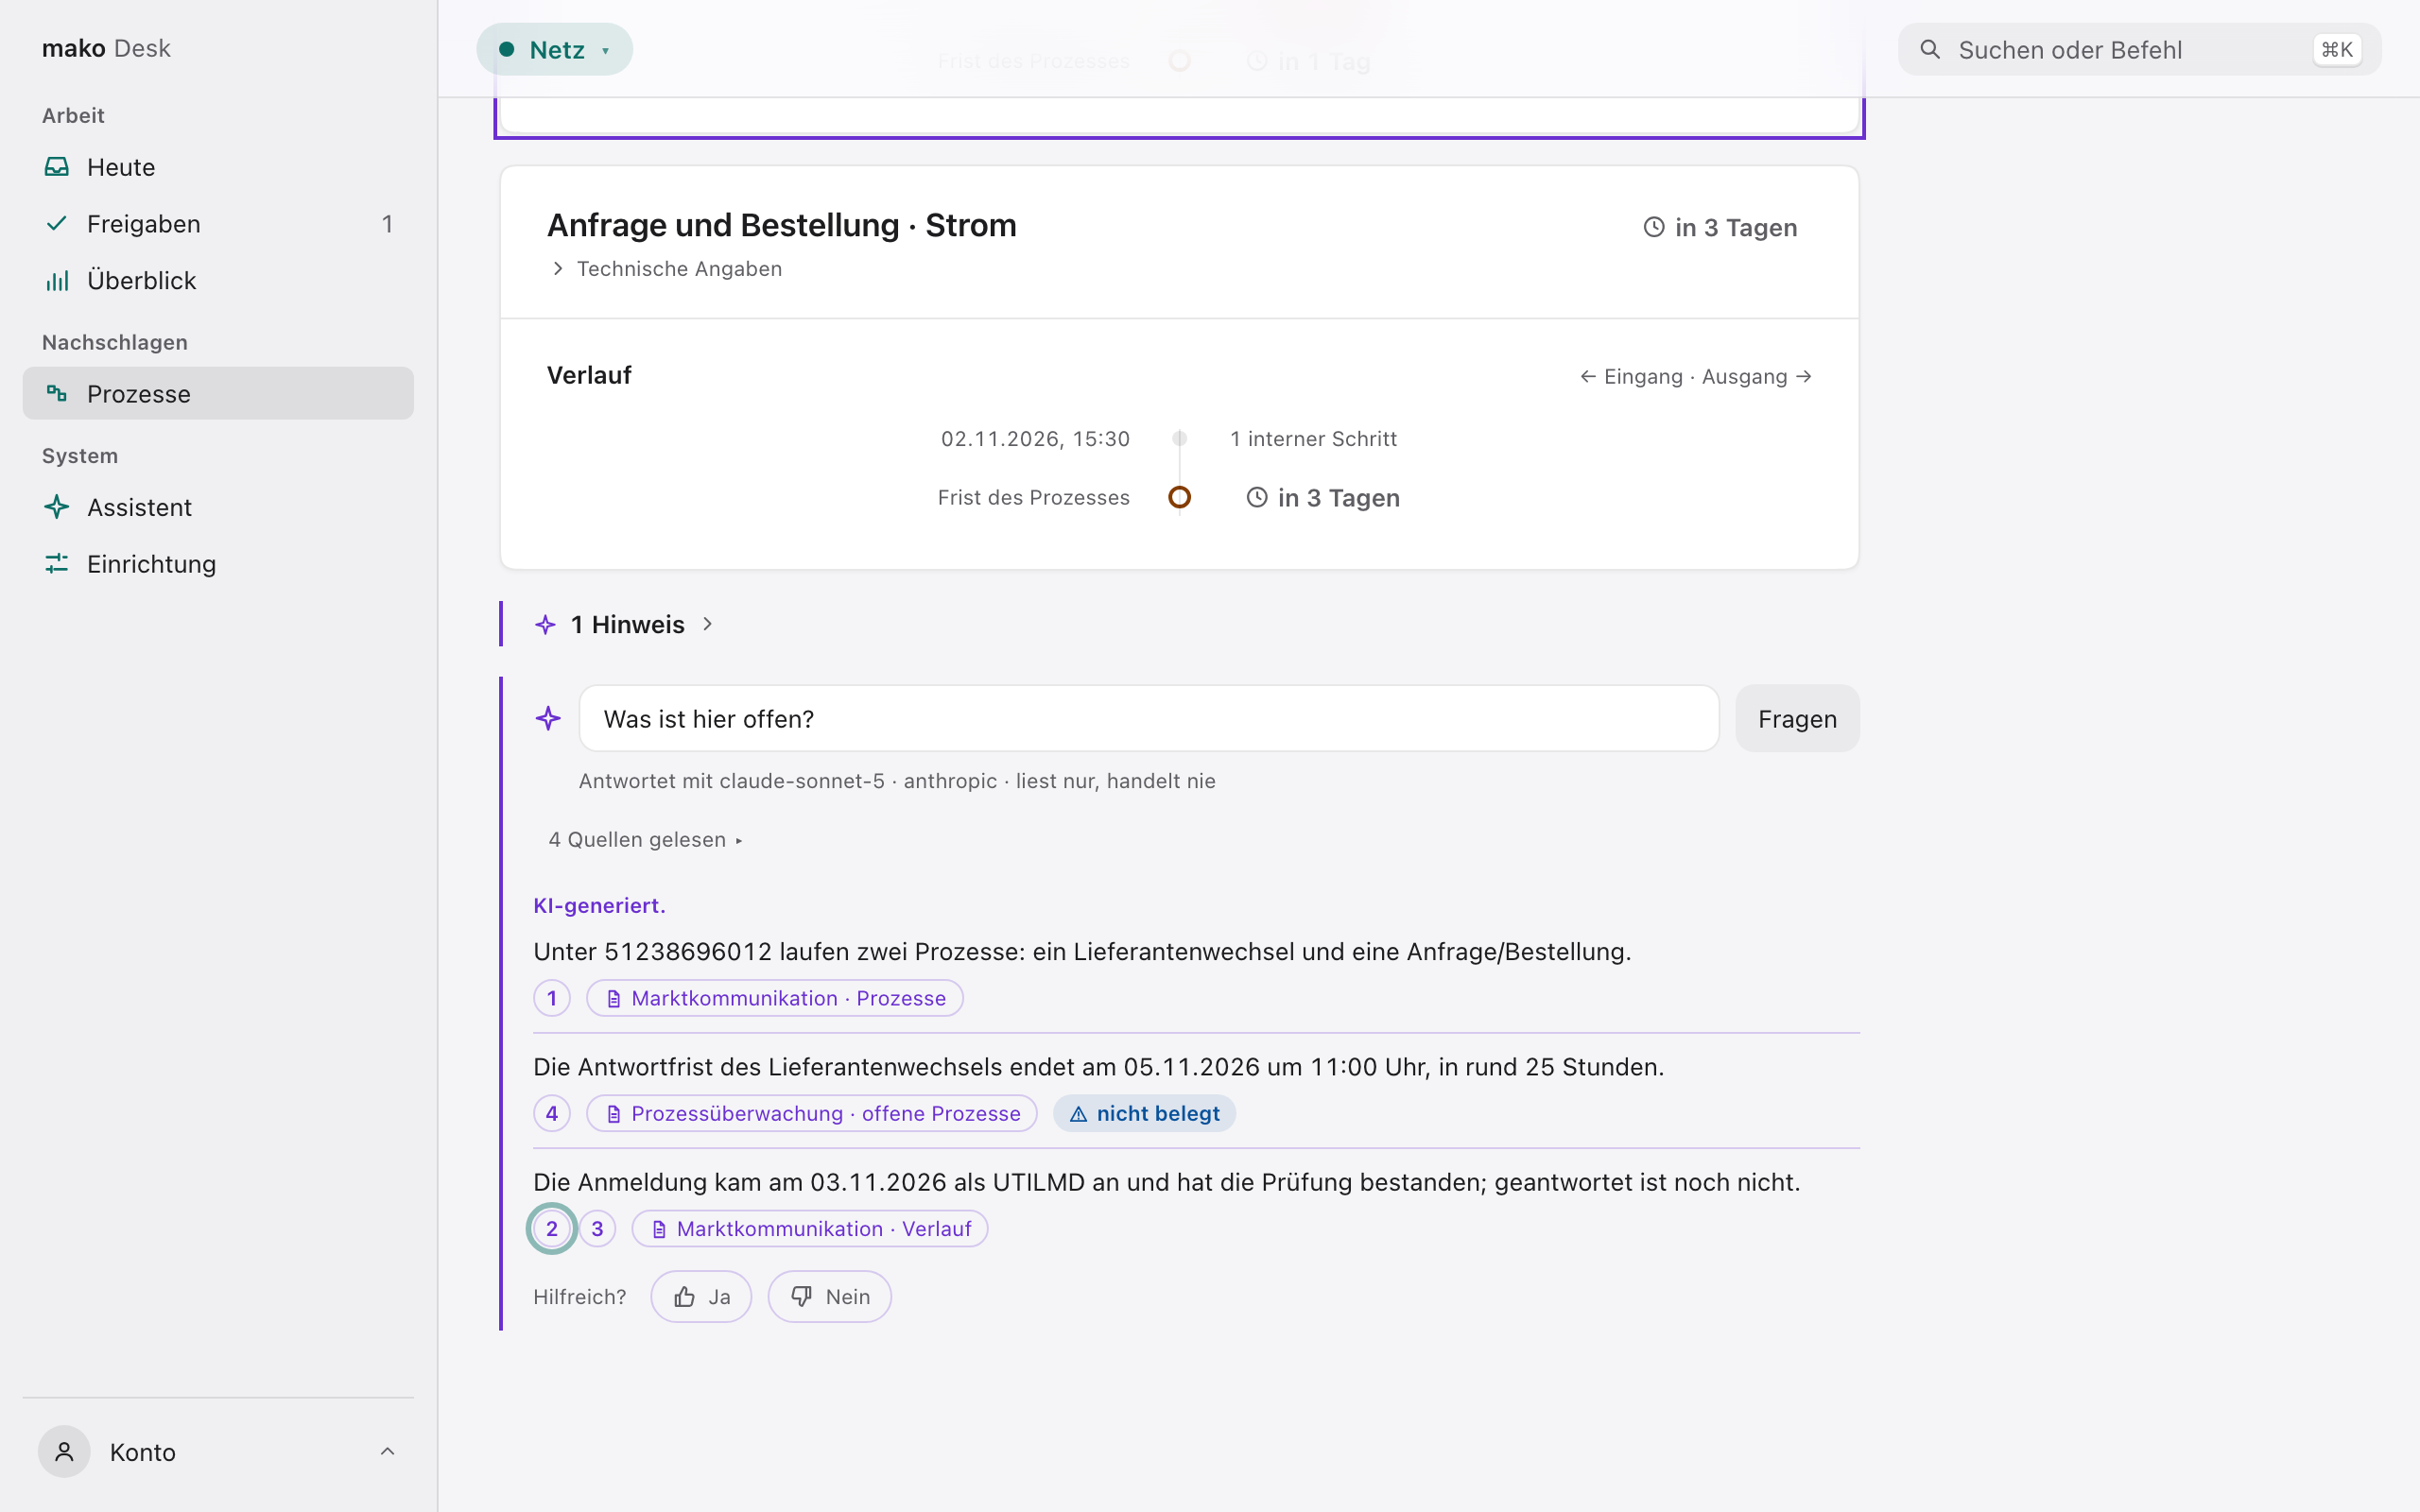 mako Desk
Arbeit
Heute
Freigaben 1
Überblick
Nachschlagen
Prozesse
System
Assistent
Einrichtung
Konto
Netz
Suchen oder Befehl ⌘K
Frist des Prozesses in 1 Tag
Anfrage und Bestellung · Strom
in 3 Tagen
Technische Angaben
Verlauf
← Eingang · Ausgang →
02.11.2026, 15:30 1 interner Schritt
Frist des Prozesses in 3 Tagen
1 Hinweis
Was ist hier offen?
Fragen
Antwortet mit claude-sonnet-5 · anthropic · liest nur, handelt nie
4 Quellen gelesen
KI-generiert.
Unter 51238696012 laufen zwei Prozesse: ein Lieferantenwechsel und eine Anfrage/Bestellung.
1 Marktkommunikation · Prozesse
Die Antwortfrist des Lieferantenwechsels endet am 05.11.2026 um 11:00 Uhr, in rund 25 Stunden.
4 Prozessüberwachung · offene Prozesse nicht belegt
Die Anmeldung kam am 03.11.2026 als UTILMD an und hat die Prüfung bestanden; geantwortet ist noch nicht.
2 3 Marktkommunikation · Verlauf
Hilfreich? Ja Nein